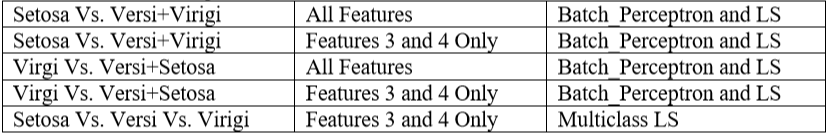 Setosa Vs. Versi+Virigi All Features Batch_Perceptron and LS
Setosa Vs. Versi+Virigi Features 3 and 4 Only Batch_Perceptron and LS
Virgi Vs. Versi+Setosa All Features Batch_Perceptron and LS
Virgi Vs. Versi+Setosa Features 3 and 4 Only Batch_Perceptron and LS
Setosa Vs. Versi Vs. Virigi Features 3 and 4 Only Multiclass LS